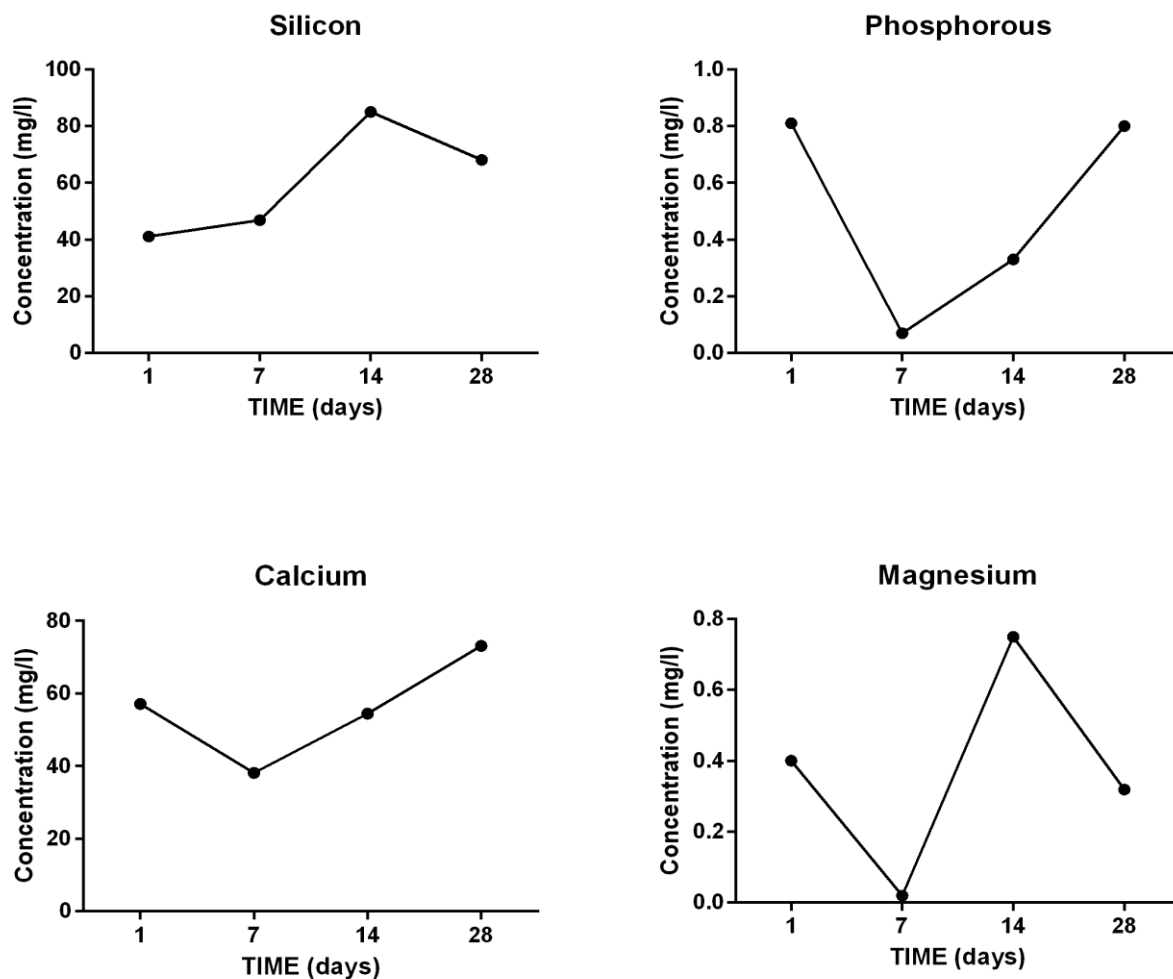 Silicon
Concentration (mg/l)
100
80
60
40
20
0
1 7 14 28
TIME (days)
Phosphorous
Concentration (mg/l)
1.0
0.8
0.6
0.4
0.2
0.0
1 7 14 28
TIME (days)
Calcium
Concentration (mg/l)
80
60
40
20
0
1 7 14 28
TIME (days)
Magnesium
Concentration (mg/l)
0.8
0.6
0.4
0.2
0.0
1 7 14 28
TIME (days)